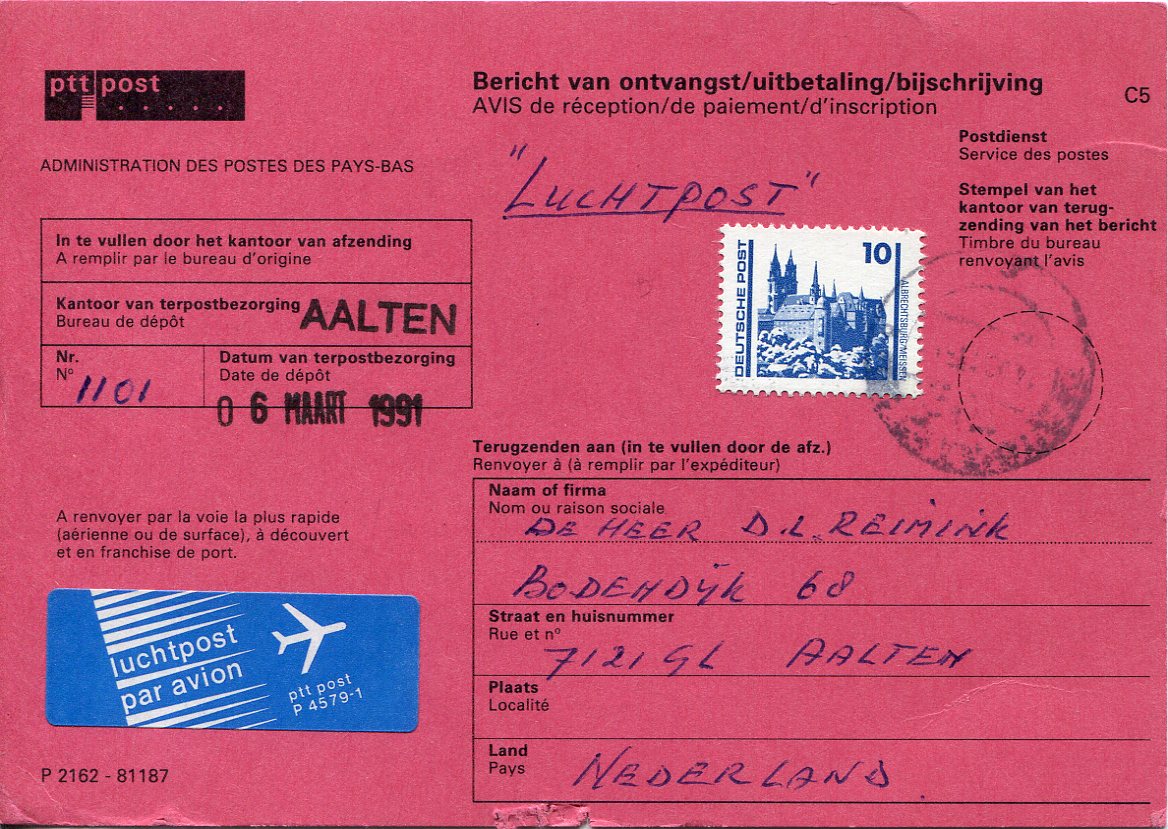 ptt post
Bericht van ontvangst/uitbetaling/bijschrijving
AVIS de réception/de paiement/d'inscription
C5
ADMINISTRATION DES POSTES DES PAYS-BAS
Postdienst
Service des postes
"LUCHTPOST"
Stempel van het
kantoor van terug-
zending van het bericht
Timbre du bureau
renvoyant l'avis
In te vullen door het kantoor van afzending
A remplir par le bureau d'origine
Kantoor van terpostbezorging
Bureau de dépôt
AALTEN
Nr.
N° 1101
Datum van terpostbezorging
Date de dépôt
06 MAART 1991
DEUTSCHE POST
10
ALBRECHTSBURG/MEISSEN
Terugzenden aan (in te vullen door de afz.)
Renvoyer à (à remplir par l'expéditeur)
Naam of firma
Nom ou raison sociale
DE HEER D.L. REIMINK
BODENDIJK 68
Straat en huisnummer
Rue et n°
7121 GL AALTEN
Plaats
Localité
Land
Pays
NEDERLAND
A renvoyer par la voie la plus rapide
(aérienne ou de surface), à découvert
et en franchise de port.
luchtpost
par avion
ptt post
P 4579-1
P 2162 - 81187